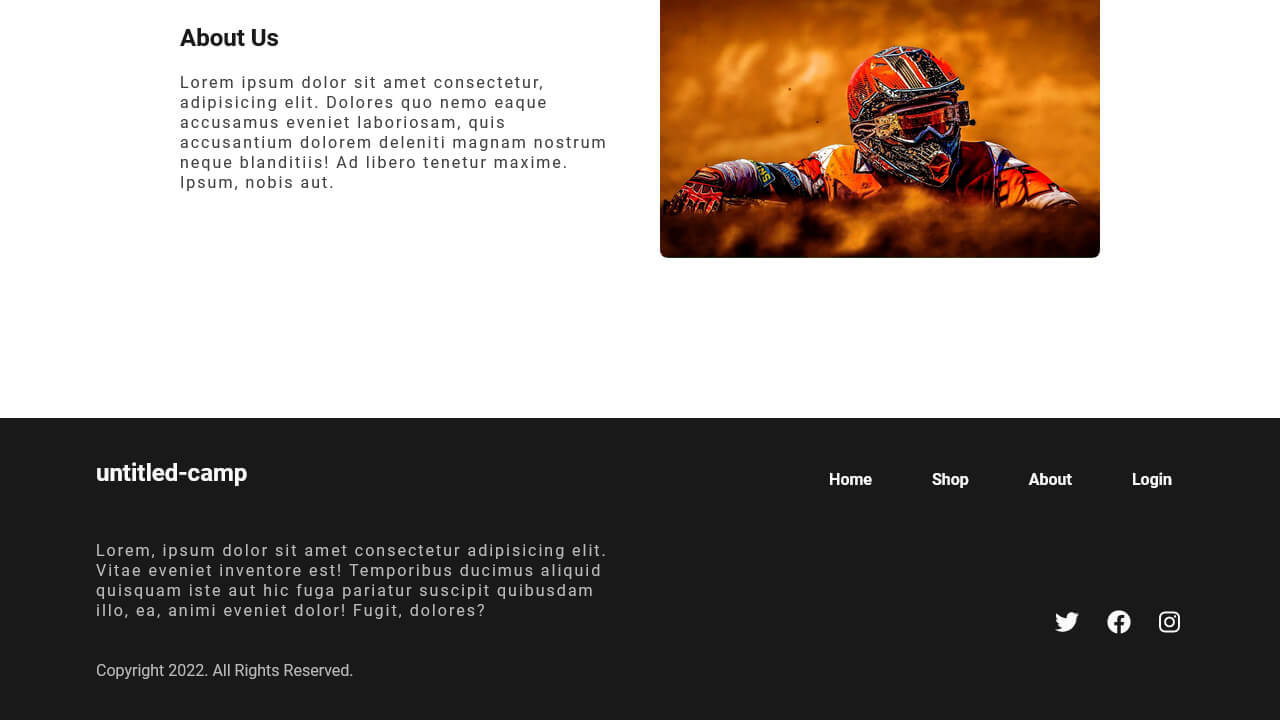 About Us
Lorem ipsum dolor sit amet consectetur,
adipisicing elit. Dolores quo nemo eaque
accusamus eveniet laboriosam, quis
accusantium dolorem deleniti magnam nostrum
neque blanditiis! Ad libero tenetur maxime.
Ipsum, nobis aut.
untitled-camp
Home Shop About Login
Lorem, ipsum dolor sit amet consectetur adipisicing elit.
Vitae eveniet inventore est! Temporibus ducimus aliquid
quisquam iste aut hic fuga pariatur suscipit quibusdam
illo, ea, animi eveniet dolor! Fugit, dolores?
Copyright 2022. All Rights Reserved.